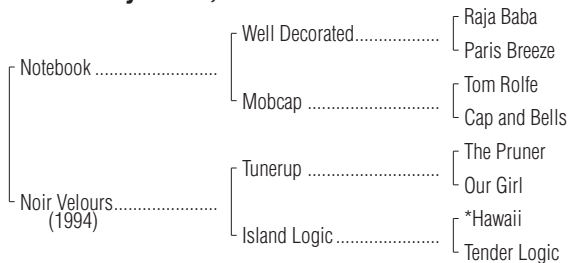 Raja Baba
Well Decorated
Paris Breeze
Notebook
Tom Rolfe
Mobcap
Cap and Bells
The Pruner
Tunerup
Our Girl
Noir Velours
(1994)
*Hawaii
Island Logic
Tender Logic